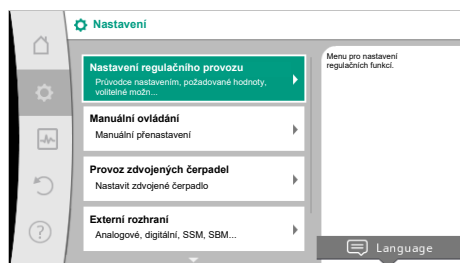 Nastavení
Nastavení regulačního provozu
Průvodce nastavením, požadované hodnoty,
volitelné možn...
Manuální ovládání
Manuální přenastavení
Provoz zdvojených čerpadel
Nastavit zdvojené čerpadlo
Externí rozhraní
Analogové, digitální, SSM, SBM...
Menu pro nastavení
regulačních funkcí.
Language